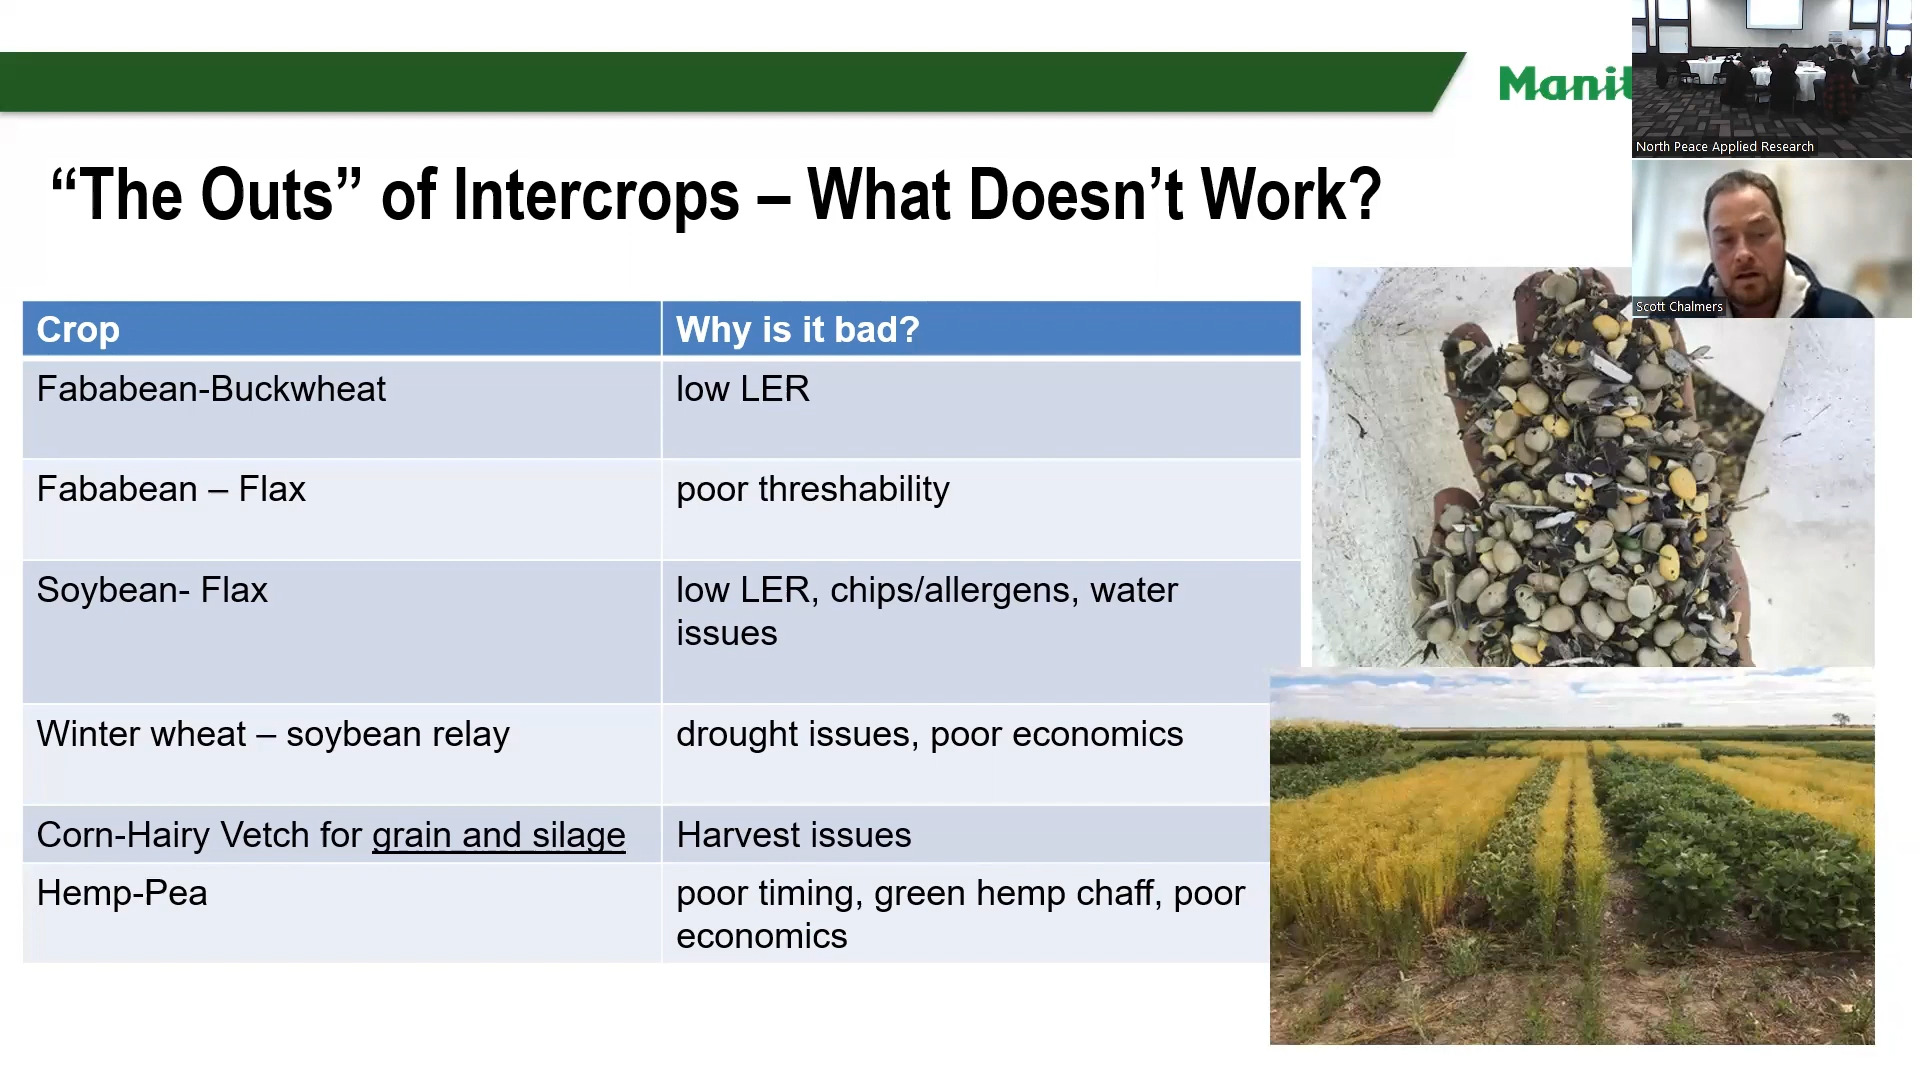 Manit
North Peace Applied Research
“The Outs” of Intercrops – What Doesn’t Work?
Scott Chalmers
Crop
Why is it bad?
Fababean-Buckwheat
low LER
Fababean – Flax
poor threshability
Soybean- Flax
low LER, chips/allergens, water
issues
Winter wheat – soybean relay
drought issues, poor economics
Corn-Hairy Vetch for grain and silage
Harvest issues
Hemp-Pea
poor timing, green hemp chaff, poor
economics